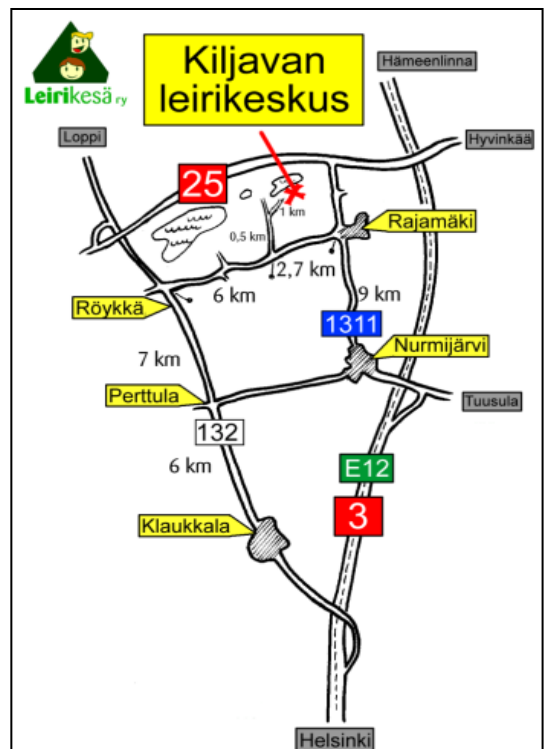 Kiljavan
leirikeskus
Hämeenlinna
Leirikesä ry
Loppi
Hyvinkää
25
1 km
Rajamäki
0,5 km
2,7 km
6 km
9 km
Röykkä
1311
Nurmijärvi
7 km
Perttula
Tuusula
132
E12
6 km
3
Klaukkala
Helsinki